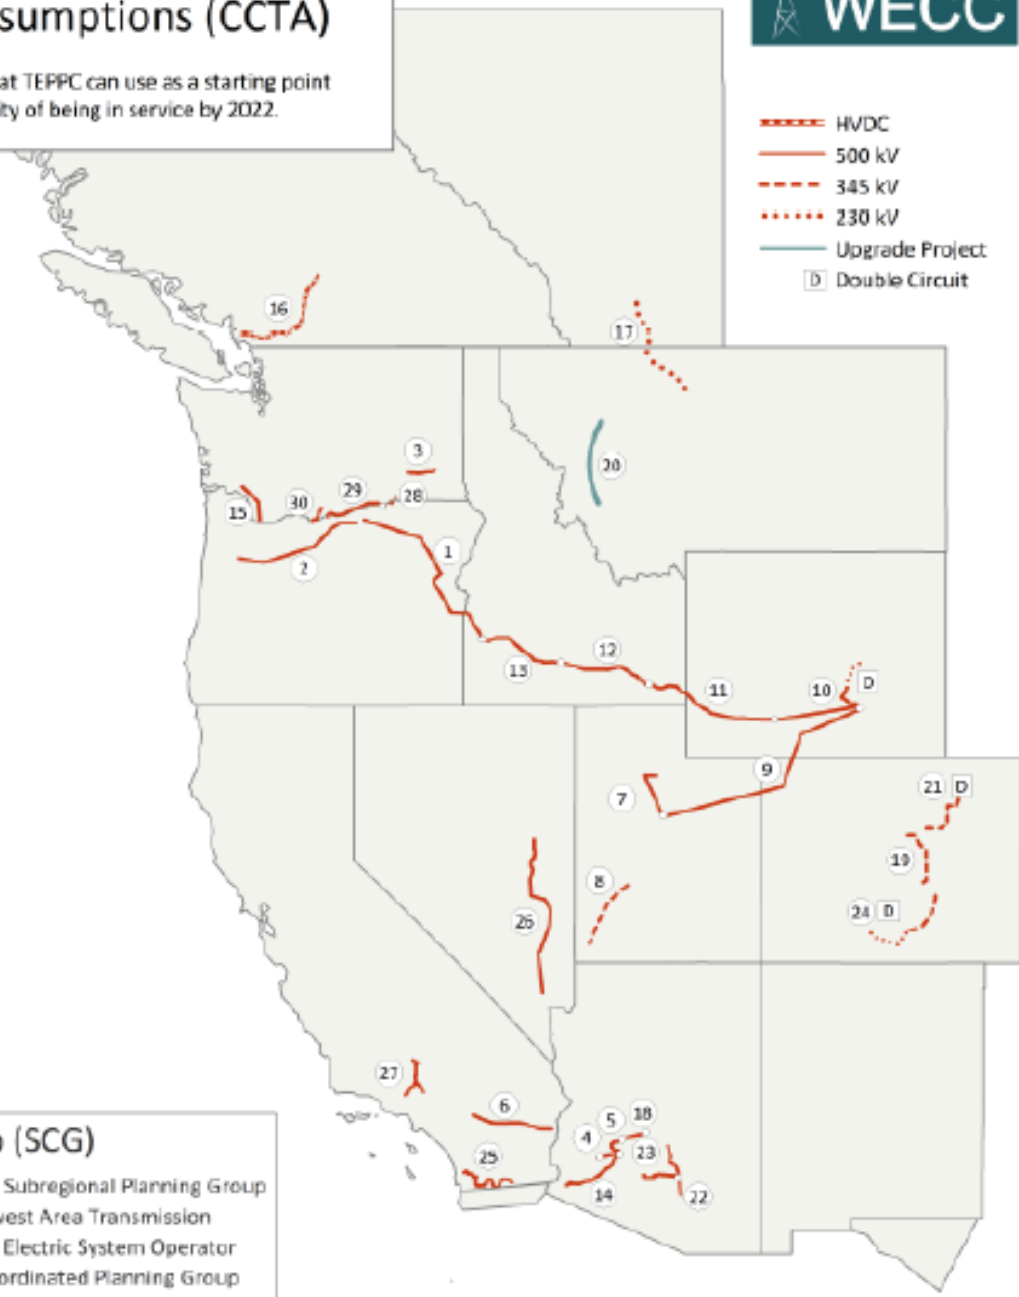 sumptions (CCTA)
at TEPPC can use as a starting point
ity of being in service by 2022.
WECC
HVDC
500 kV
345 kV
230 kV
Upgrade Project
D Double Circuit
16
17
3
20
29
28
30
15
1
2
12
13
11
10
D
9
7
21 D
19
8
24 D
26
27
6
18
5
4
23
25
14
22
(SCG)
Subregional Planning Group
west Area Transmission
Electric System Operator
ordinated Planning Group